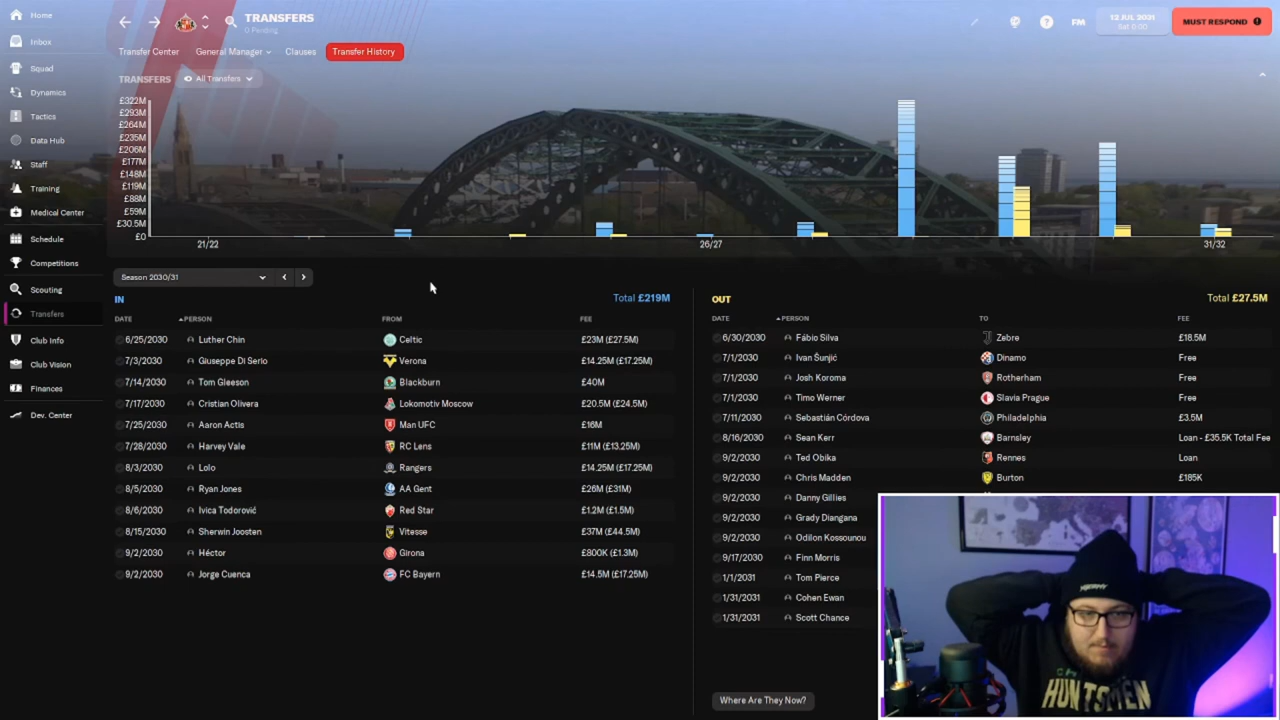 Home
TRANSFERS
0 Pending
FM
12 JUL 2031
Sat 0:00
MUST RESPOND
Inbox
Transfer Center General Manager Clauses Transfer History
Squad
TRANSFERS All Transfers
Dynamics
Tactics
Data Hub
Staff
Training
Medical Center
Schedule
Competitions
Scouting
Transfers
Club Info
Club Vision
Finances
Dev. Center
£322M
£293M
£264M
£235M
£206M
£177M
£148M
£119M
£88M
£59M
£30.5M
£0
21/22 26/27 31/32
Season 2030/31
IN Total £219M
DATE PERSON FROM FEE
6/25/2030 Luther Chin Celtic £23M (£27.5M)
7/3/2030 Giuseppe Di Serio Verona £14.25M (£17.25M)
7/14/2030 Tom Gleeson Blackburn £40M
7/17/2030 Cristian Olivera Lokomotiv Moscow £20.5M (£24.5M)
7/25/2030 Aaron Actis Man UFC £16M
7/28/2030 Harvey Vale RC Lens £11M (£13.25M)
8/3/2030 Lolo Rangers £14.25M (£17.25M)
8/5/2030 Ryan Jones AA Gent £26M (£31M)
8/6/2030 Ivica Todorović Red Star £1.2M (£1.5M)
8/15/2030 Sherwin Joosten Vitesse £37M (£44.5M)
9/2/2030 Héctor Girona £800K (£1.3M)
9/2/2030 Jorge Cuenca FC Bayern £14.5M (£17.25M)
OUT Total £27.5M
DATE PERSON TO FEE
6/30/2030 Fábio Silva Zebre £18.5M
7/1/2030 Ivan Šunjić Dinamo Free
7/1/2030 Josh Koroma Rotherham Free
7/1/2030 Timo Werner Slavia Prague Free
7/11/2030 Sebastián Córdova Philadelphia £3.5M
8/16/2030 Sean Kerr Barnsley Loan - £35.5K Total Fee
9/2/2030 Ted Obika Rennes Loan
9/2/2030 Chris Madden Burton £185K
9/2/2030 Danny Gillies
9/2/2030 Grady Diangana
9/2/2030 Odilon Kossounou
9/17/2030 Finn Morris
1/1/2031 Tom Pierce
1/31/2031 Cohen Ewan
1/31/2031 Scott Chance
Where Are They Now?
HUNTSMEN